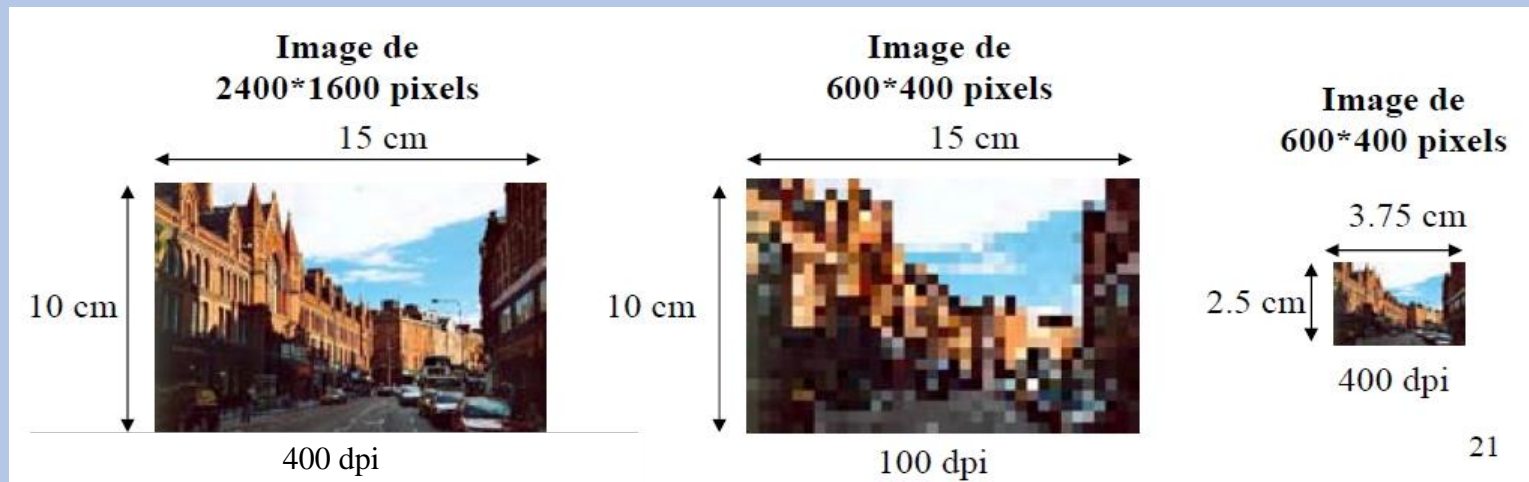 Image de
2400*1600 pixels
15 cm
10 cm
400 dpi
Image de
600*400 pixels
15 cm
10 cm
100 dpi
Image de
600*400 pixels
3.75 cm
2.5 cm
400 dpi
21